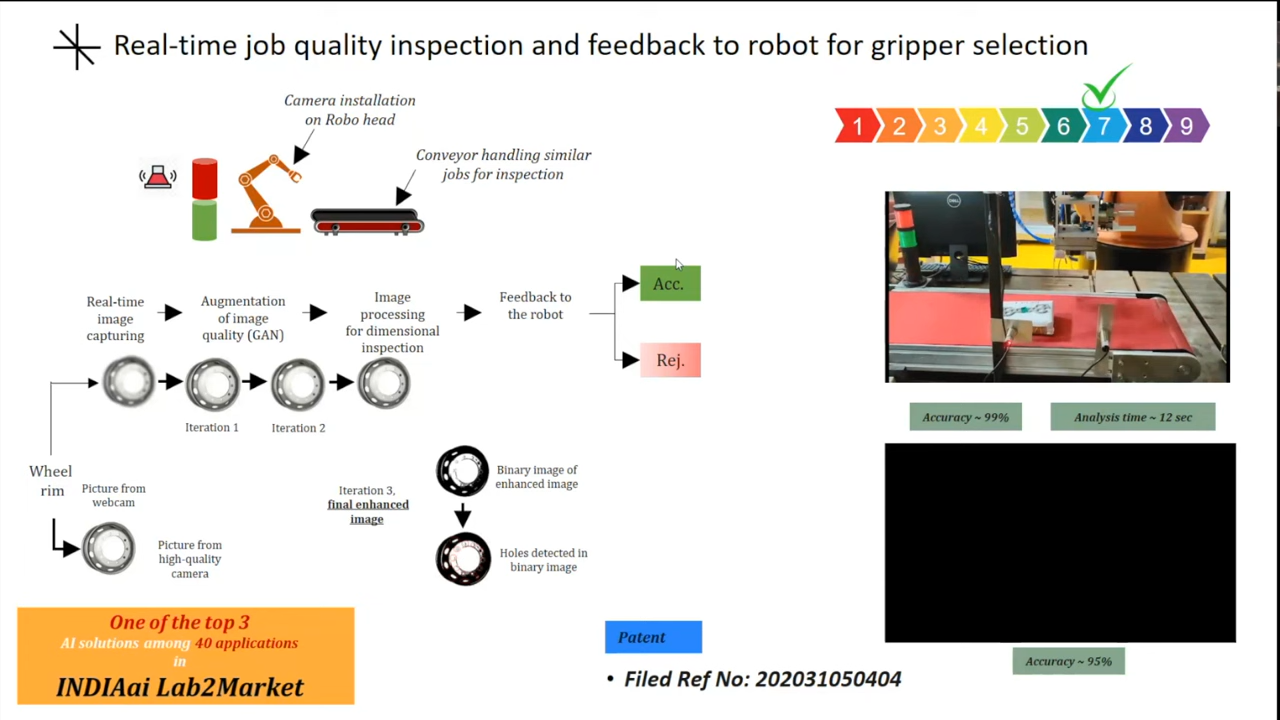 Real-time job quality inspection and feedback to robot for gripper selection
Camera installation
on Robo head
Conveyor handling similar
jobs for inspection
1 2 3 4 5 6 7 8 9
DELL
Real-time
image
capturing
Augmentation
of image
quality (GAN)
Image
processing
for dimensional
inspection
Feedback to
the robot
Acc.
Rej.
Iteration 1
Iteration 2
Accuracy ~ 99%
Analysis time ~ 12 sec
Wheel
rim
Picture from
webcam
Picture from
high-quality
camera
Iteration 3,
final enhanced
image
Binary image of
enhanced image
Holes detected in
binary image
One of the top 3
AI solutions among 40 applications
in
INDIAai Lab2Market
Patent
• Filed Ref No: 202031050404
Accuracy ~ 95%